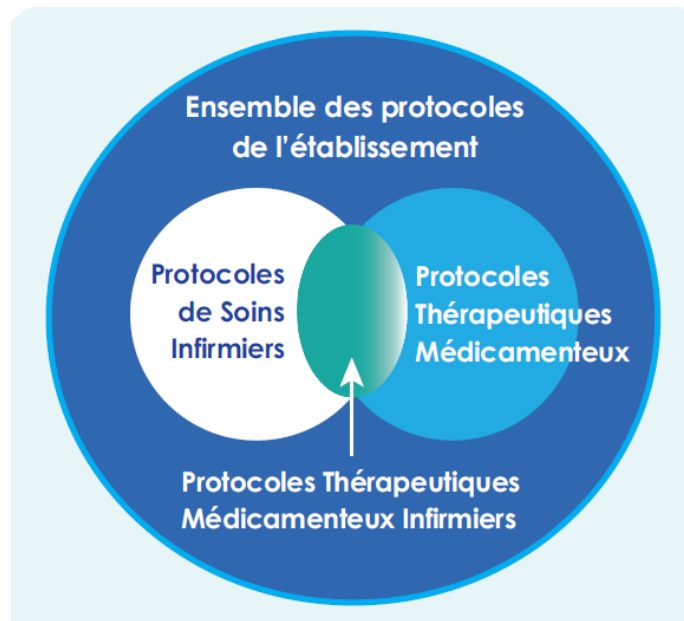 Ensemble des protocoles
de l’établissement
Protocoles
de Soins
Infirmiers
Protocoles
Thérapeutiques
Médicamenteux
Protocoles Thérapeutiques
Médicamenteux Infirmiers